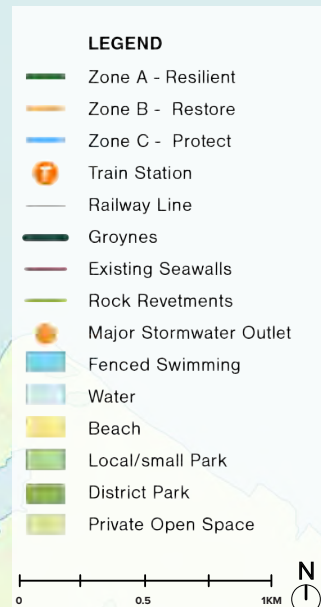 LEGEND
Zone A - Resilient
Zone B - Restore
Zone C - Protect
T Train Station
Railway Line
Groynes
Existing Seawalls
Rock Revetments
Major Stormwater Outlet
Fenced Swimming
Water
Beach
Local/small Park
District Park
Private Open Space
N
0 0.5 1KM